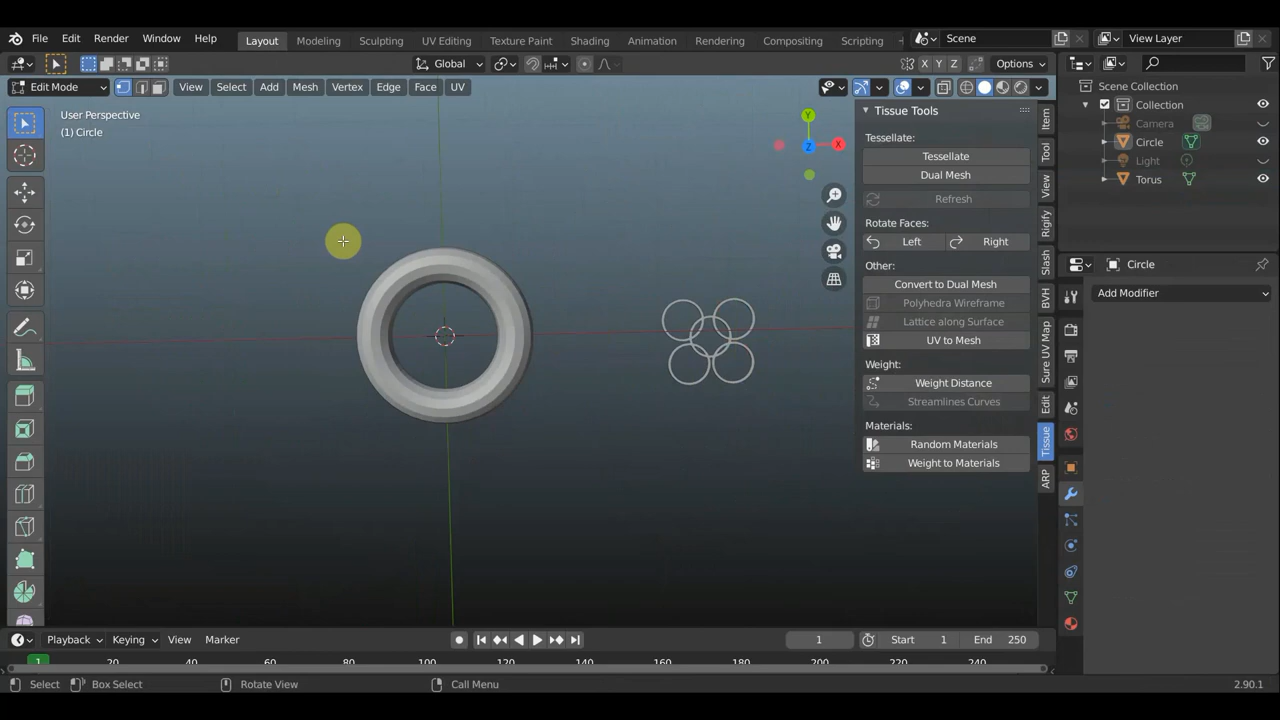 File Edit Render Window Help
Layout Modeling Sculpting UV Editing Texture Paint Shading Animation Rendering Compositing Scripting
Scene View Layer
Global X Y Z Options
Edit Mode View Select Add Mesh Vertex Edge Face UV
User Perspective
(1) Circle
Y
X
Z
Tissue Tools
Tessellate:
Tessellate
Dual Mesh
Refresh
Rotate Faces:
Left Right
Other:
Convert to Dual Mesh
Polyhedra Wireframe
Lattice along Surface
UV to Mesh
Weight:
Weight Distance
Streamlines Curves
Materials:
Random Materials
Weight to Materials
Item
Tool
View
Rigify
Slash
BVH
Sure UV Map
Edit
Tissue
ARP
Scene Collection
Collection
Camera
Circle
Light
Torus
Circle
Add Modifier
Playback Keying View Marker 1 Start 1 End 250
1 20 40 60 80 100 120 140 160 180 200 220 240
Select Box Select Rotate View Call Menu 2.90.1